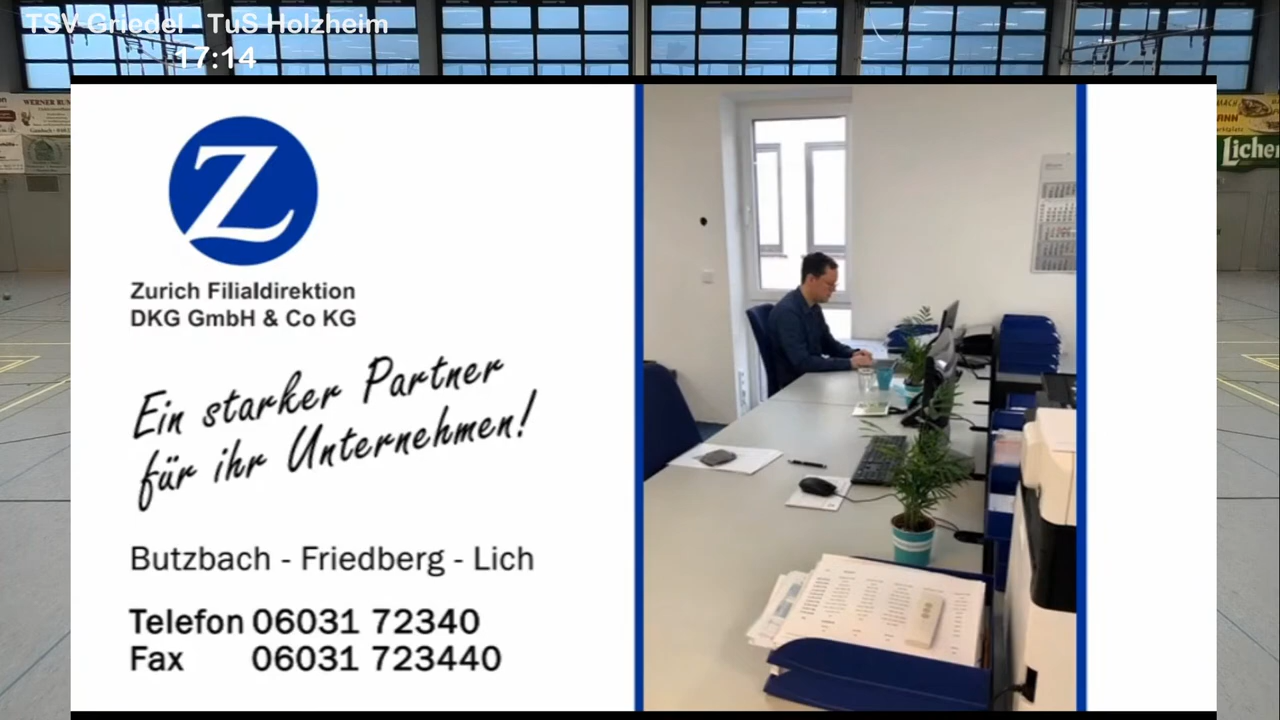 TSV Griedel - TuS Holzheim
17:14
WERNER
Z
Zurich Filialdirektion
DKG GmbH & Co KG
Ein starker Partner
für ihr Unternehmen!
Butzbach - Friedberg - Lich
Telefon 06031 72340
Fax 06031 723440
Licher